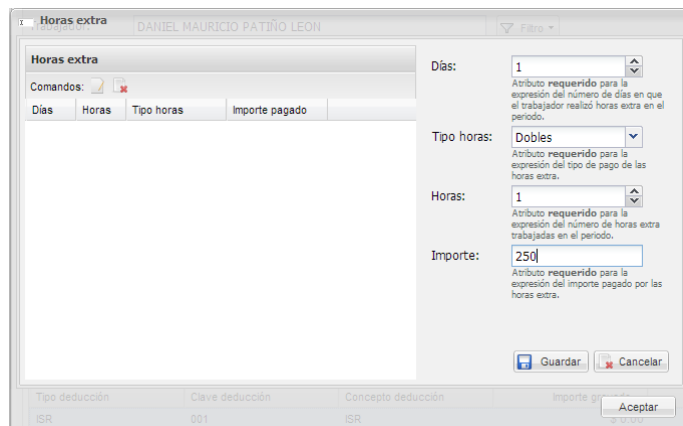 Horas extra
Trabajador: DANIEL MAURICIO PATIÑO LEON Filtro
Horas extra
Comandos:
Días Horas Tipo horas Importe pagado
Días: 1
Atributo requerido para la
expresión del número de días en que
el trabajador realizó horas extra en el
periodo.
Tipo horas: Dobles
Atributo requerido para la
expresión del tipo de pago de las
horas extra.
Horas: 1
Atributo requerido para la
expresión del número de horas extra
trabajadas en el periodo.
Importe: 250
Atributo requerido para la
expresión del importe pagado por las
horas extra.
Guardar Cancelar
Tipo deducción Clave deducción Concepto deducción Importe
Aceptar
ISR 001 ISR $ 0.00